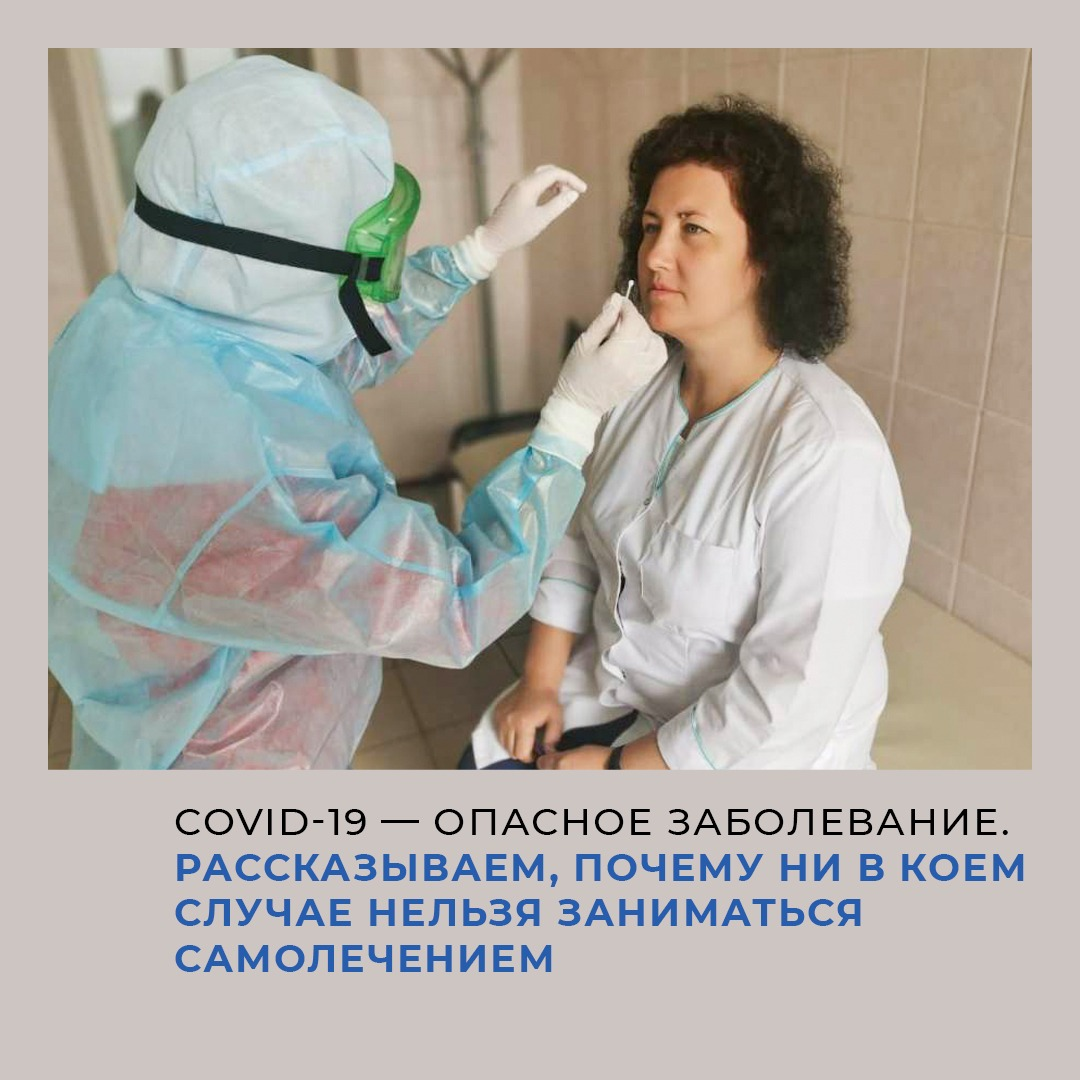 COVID-19 — ОПАСНОЕ ЗАБОЛЕВАНИЕ.
РАССКАЗЫВАЕМ, ПОЧЕМУ НИ В КОЕМ
СЛУЧАЕ НЕЛЬЗЯ ЗАНИМАТЬСЯ
САМОЛЕЧЕНИЕМ